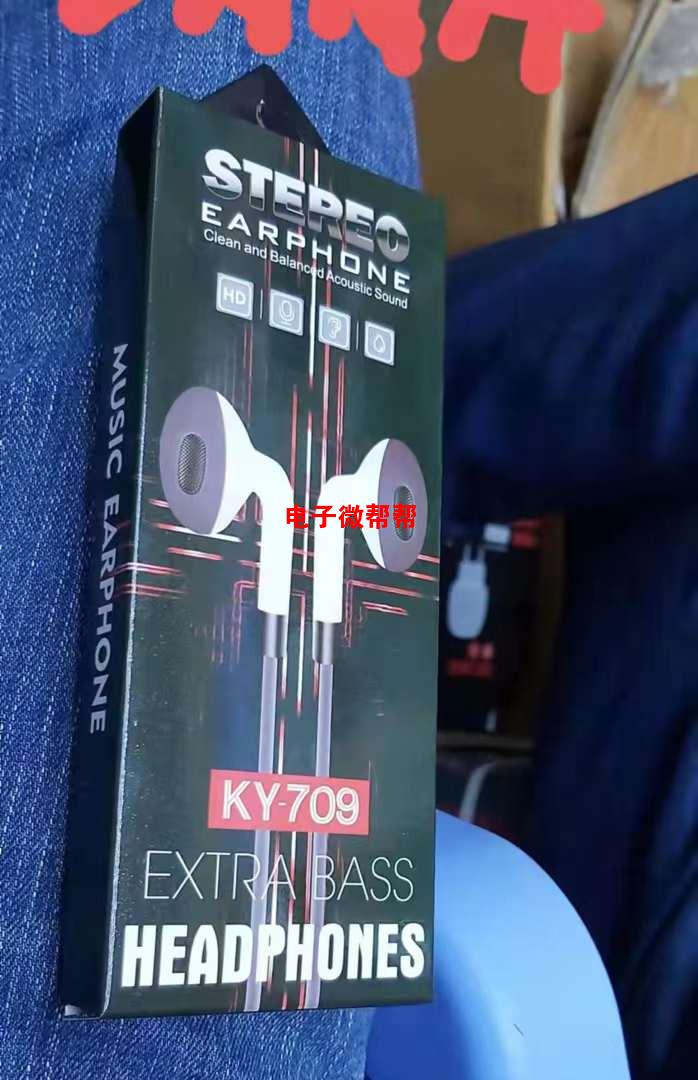 STEREO
EARPHONE
Clean and Balanced Acoustic Sound
HD
MUSIC EARPHONE
电子微帮帮
KY-709
EXTRA BASS
HEADPHONES